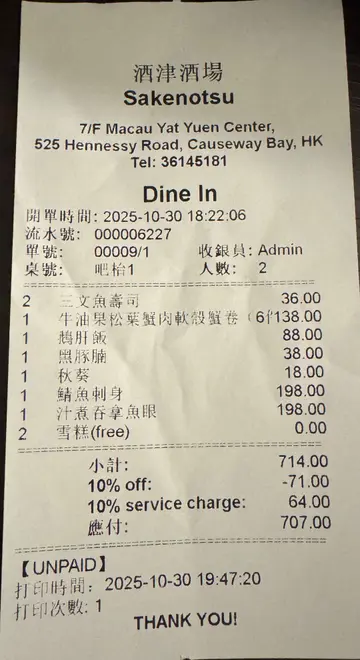 酒津酒場
Sakenotsu
7/F Macau Yat Yuen Center,
525 Hennessy Road, Causeway Bay, HK
Tel: 36145181
Dine In
開單時間: 2025-10-30 18:22:06
流水號: 000006227
單號: 00009/1 收銀員: Admin
桌號: 吧枱1 人數: 2
2 三文魚壽司 36.00
1 牛油果松葉蟹肉軟殼蟹卷（6件 138.00
1 鵝肝飯 88.00
1 黑豚腩 38.00
1 秋葵 18.00
1 鯖魚刺身 198.00
1 汁煮吞拿魚眼 198.00
2 雪糕(free) 0.00
小計: 714.00
10% off: -71.00
10% service charge: 64.00
應付: 707.00
【UNPAID】
打印時間: 2025-10-30 19:47:20
打印次數: 1
THANK YOU!